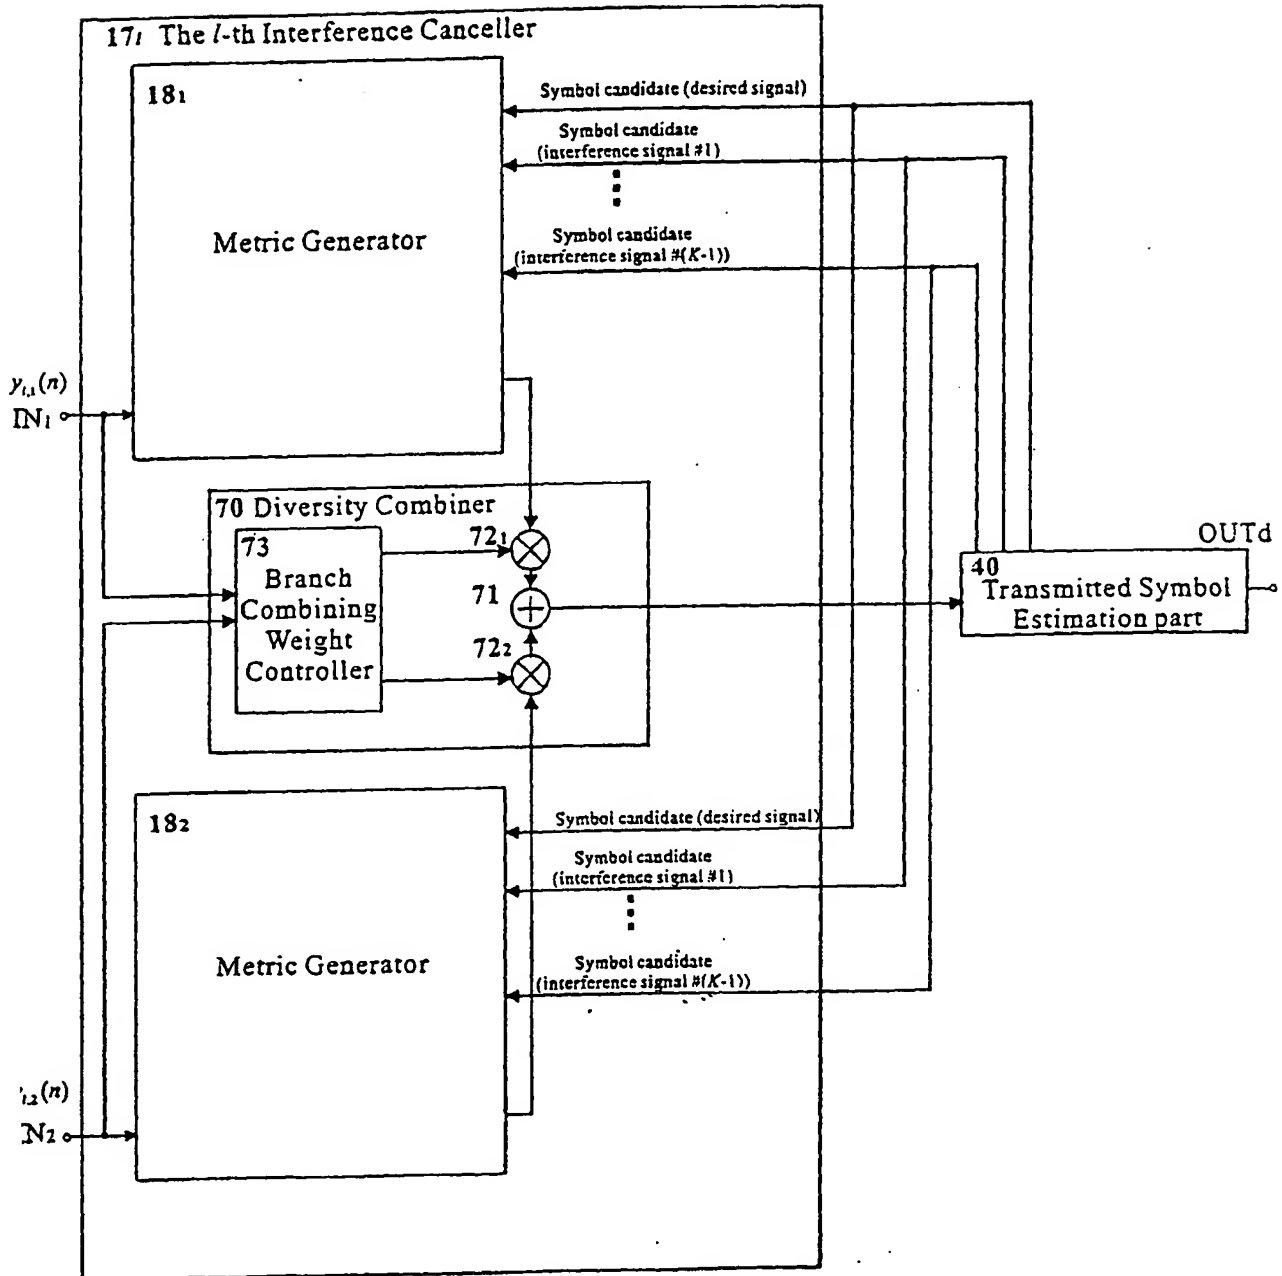 17l The l-th Interference Canceller
181
Metric Generator
Symbol candidate (desired signal)
Symbol candidate
(interference signal #1)
Symbol candidate
(interference signal #(K-1))
yl,1(n)
IN1
70 Diversity Combiner
73
Branch
Combining
Weight
Controller
721
71
722
OUTd
40
Transmitted Symbol
Estimation part
182
Metric Generator
Symbol candidate (desired signal)
Symbol candidate
(interference signal #1)
Symbol candidate
(interference signal #(K-1))
l,2(n)
IN2